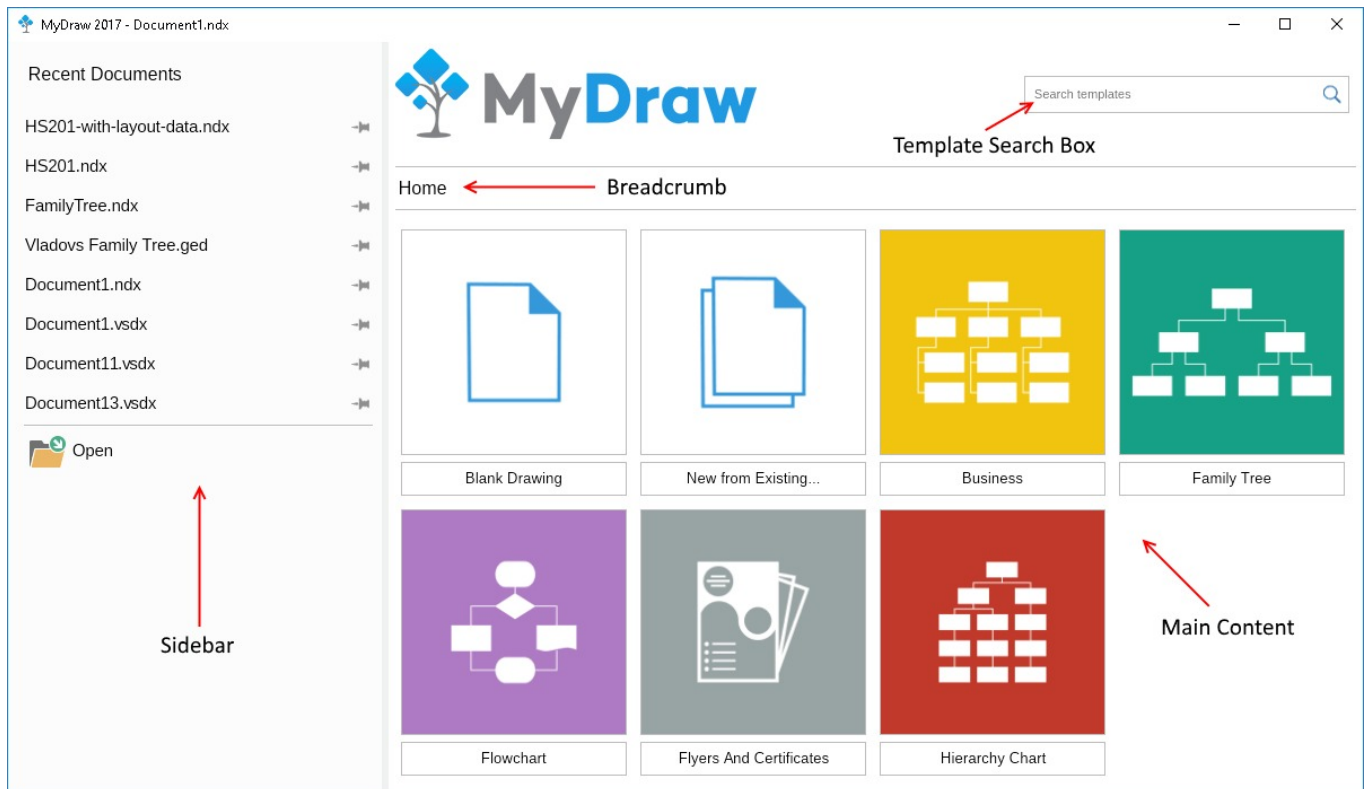 MyDraw 2017 - Document1.ndx
Recent Documents
HS201-with-layout-data.ndx
HS201.ndx
FamilyTree.ndx
Vladovs Family Tree.ged
Document1.ndx
Document1.vsdx
Document11.vsdx
Document13.vsdx
Open
Sidebar
MyDraw
Search templates
Template Search Box
Home
Breadcrumb
Blank Drawing
New from Existing...
Business
Family Tree
Main Content
Flowchart
Flyers And Certificates
Hierarchy Chart